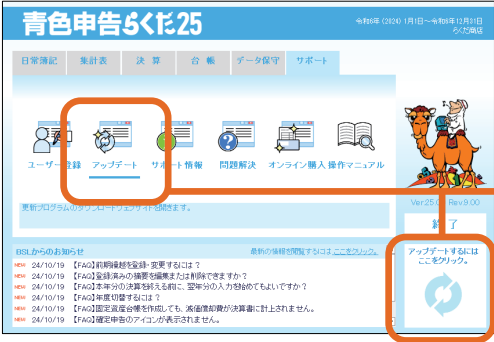 青色申告らくだ25
令和6年(2024) 1月1日～令和6年12月31日
らくだ商店
日常簿記 集計表 決算 台帳 データ保守 サポート
ユーザー登録 アップデート サポート情報 問題解決 オンライン購入 操作マニュアル
更新プログラムのダウンロードウェブサイトを開きます。
Ver.25.0 Rev.9.00
終了
BSLからのお知らせ 最新の情報を閲覧するには ここをクリック。
NEW 24/10/19 【FAQ】前期繰越を登録・変更するには？
NEW 24/10/19 【FAQ】登録済みの摘要を編集または削除できますか？
NEW 24/10/19 【FAQ】本年分の決算を終える前に、翌年分の入力を始めてもよいですか？
NEW 24/10/19 【FAQ】年度切替するには？
NEW 24/10/19 【FAQ】固定資産台帳を作成しても、減価償却費が決算書に計上されません。
NEW 24/10/19 【FAQ】確定申告のアイコンが表示されません。
アップデートするには
ここをクリック。